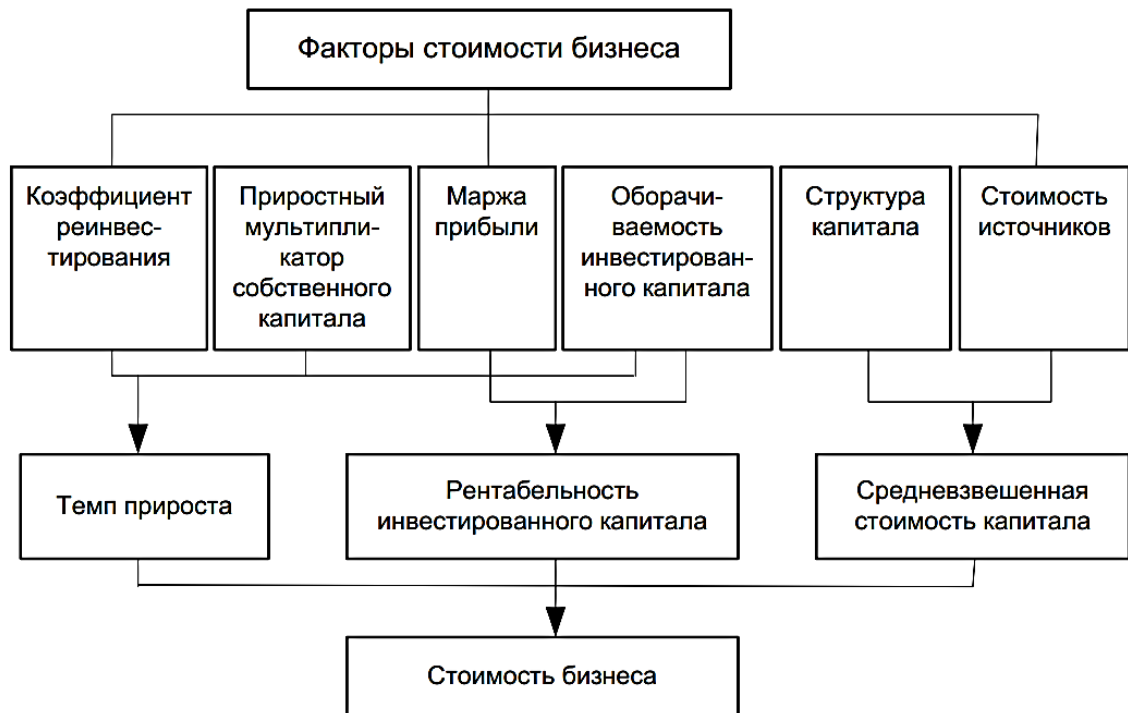 Факторы стоимости бизнеса
Коэффициент
реинвес-
тирования
Приростный
мультипли-
катор
собственного
капитала
Маржа
прибыли
Оборачи-
ваемость
инвестирован-
ного капитала
Структура
капитала
Стоимость
источников
Темп прироста
Рентабельность
инвестированного капитала
Средневзвешенная
стоимость капитала
Стоимость бизнеса